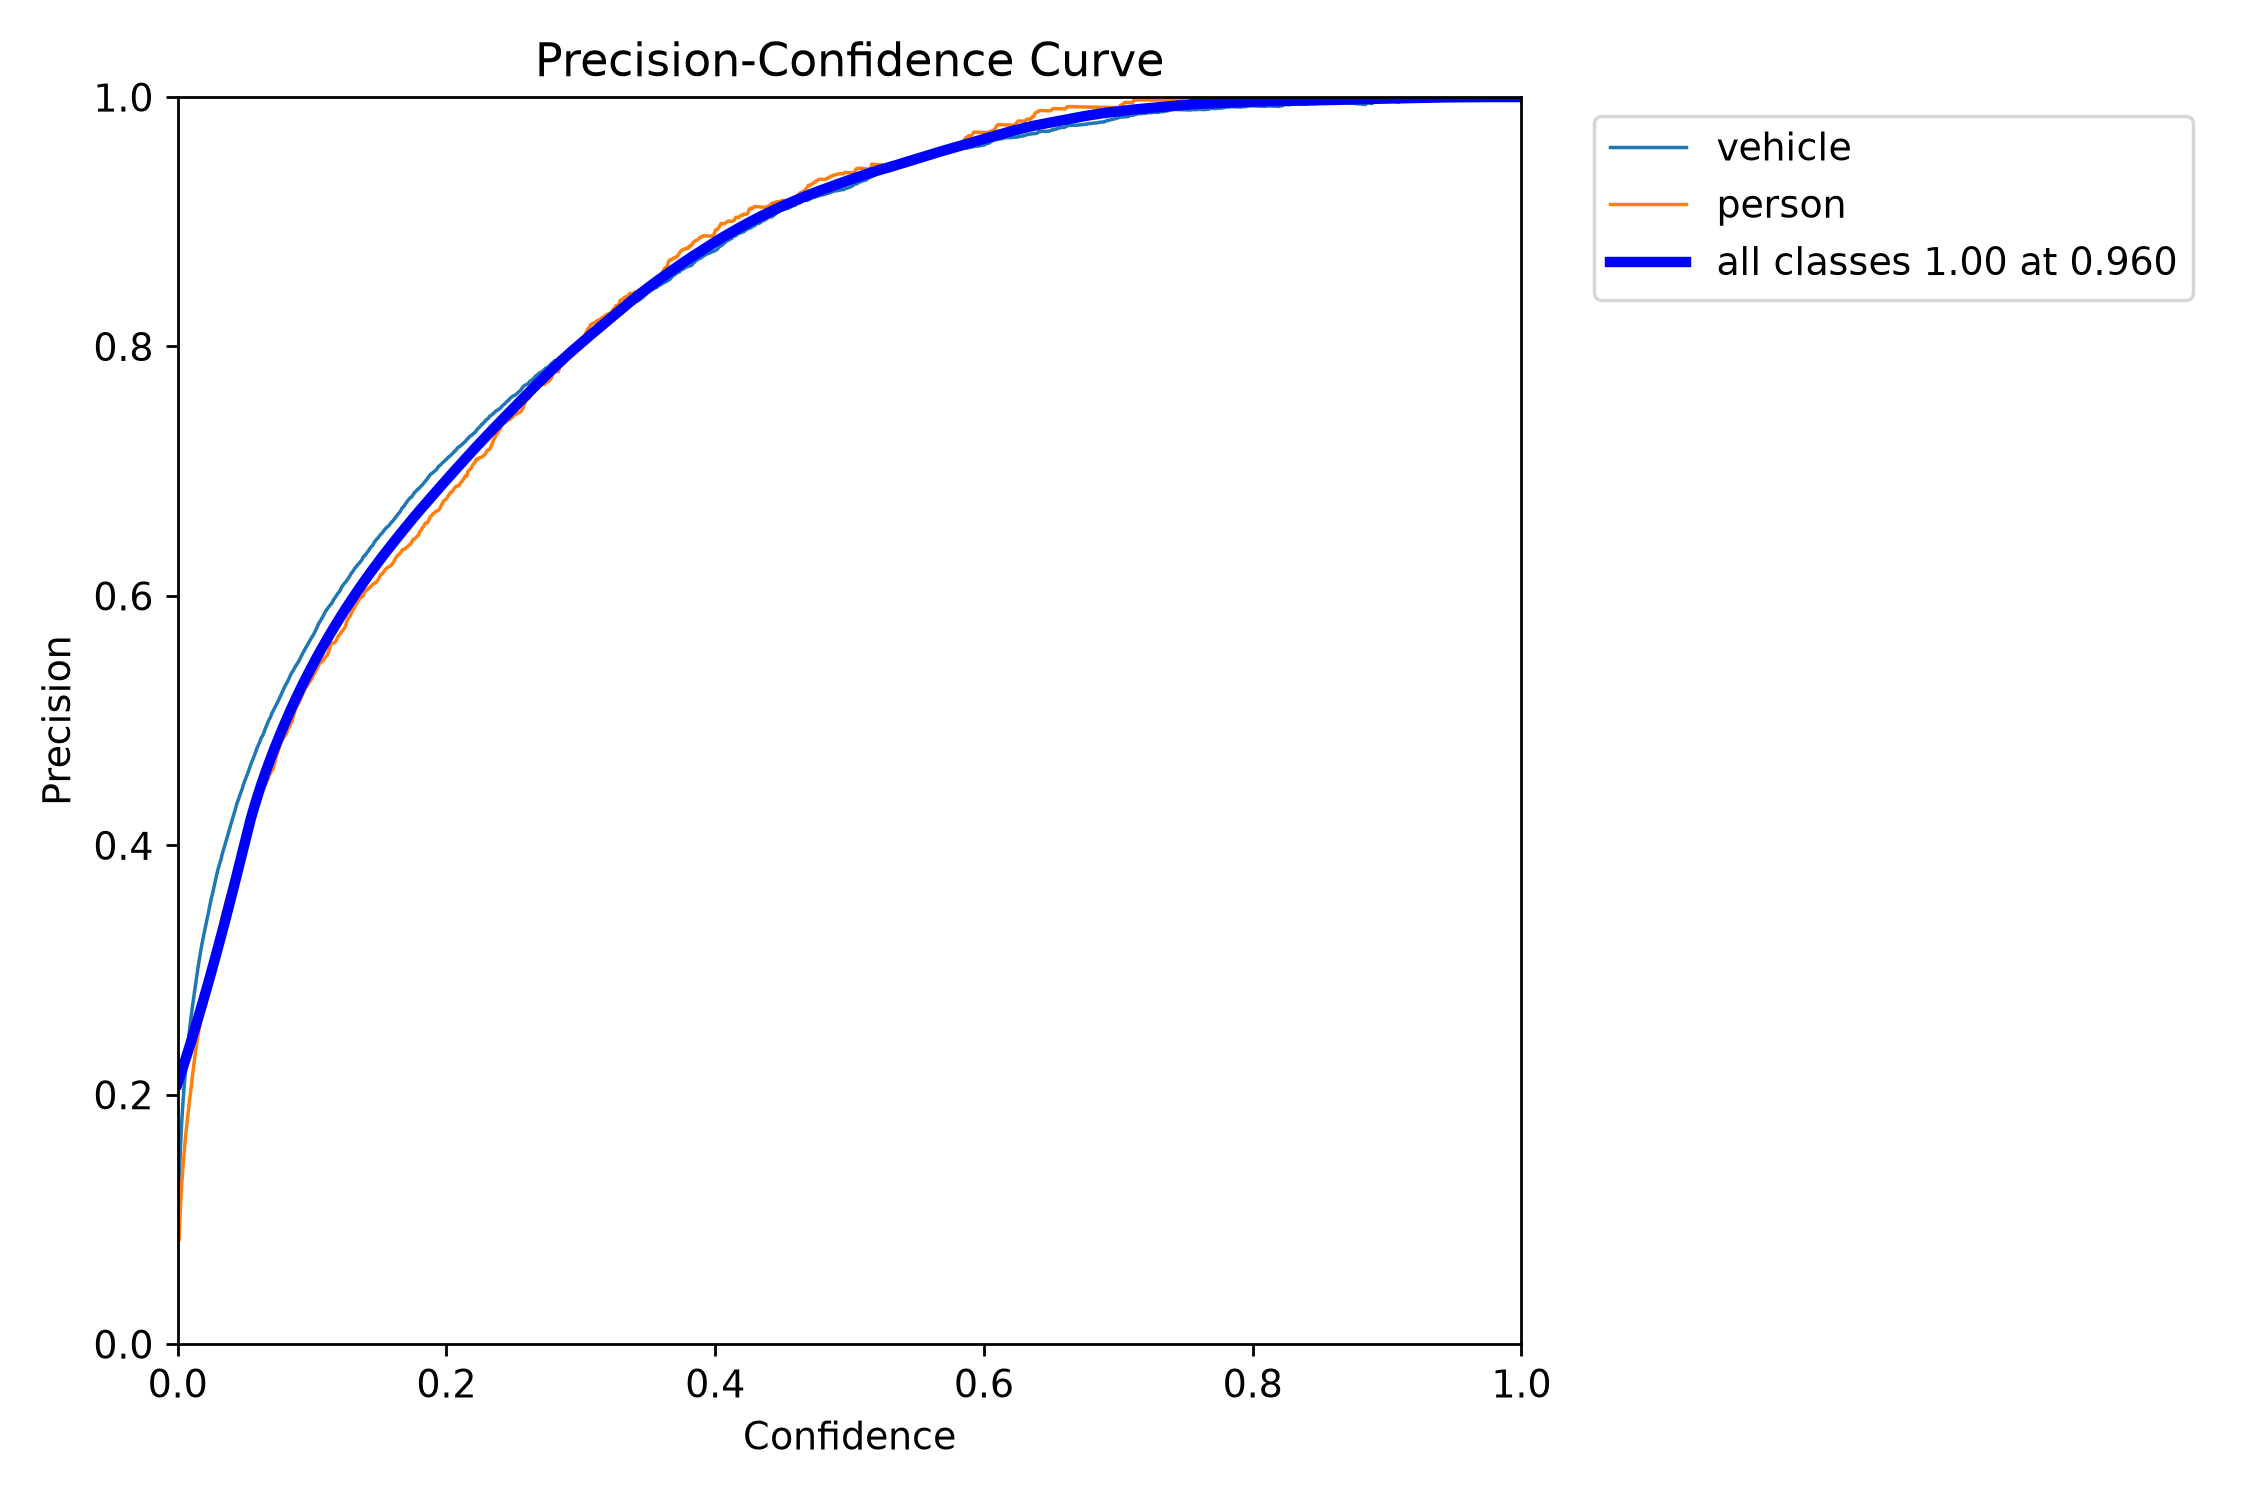 Precision-Confidence Curve
1.0
0.8
0.6
0.4
0.2
0.0
Precision
0.0 0.2 0.4 0.6 0.8 1.0
Confidence
vehicle
person
all classes 1.00 at 0.960